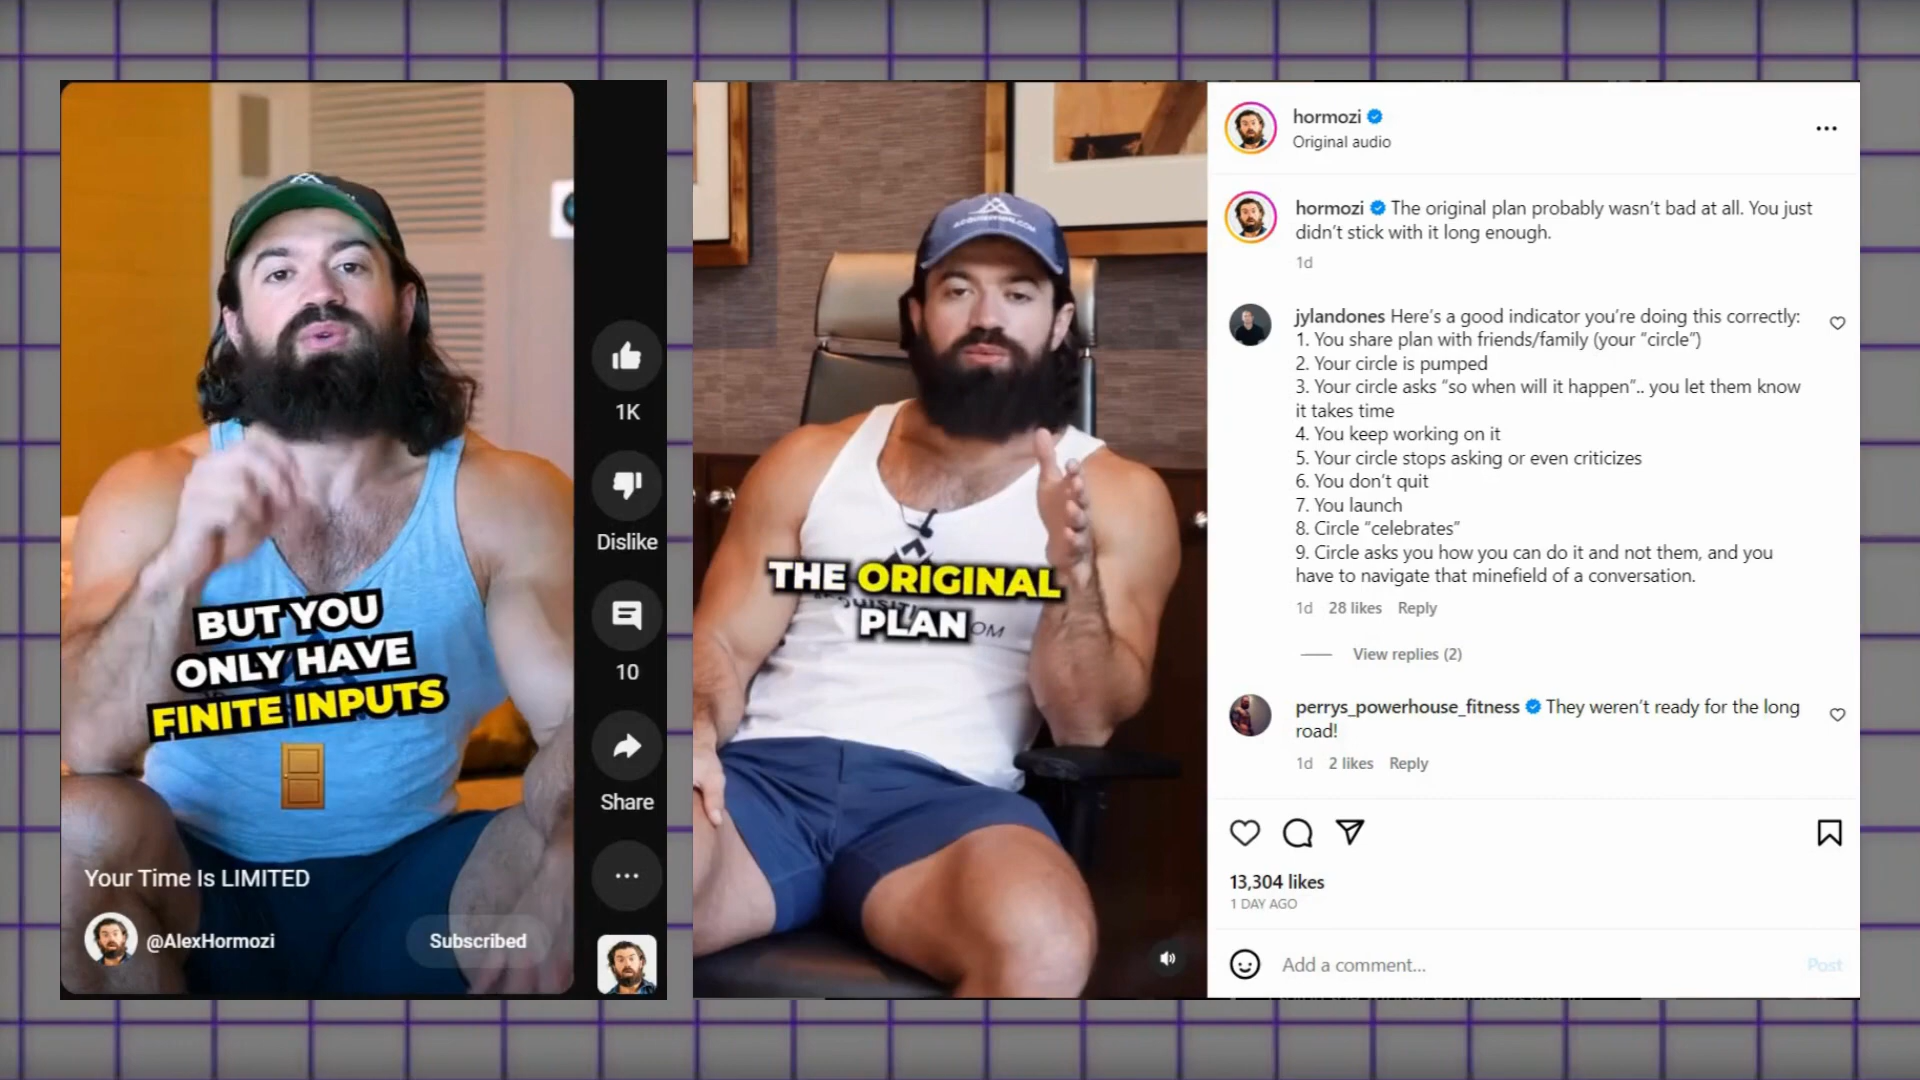 BUT YOU
ONLY HAVE
FINITE INPUTS
Your Time Is LIMITED
@AlexHormozi
Subscribed
1K
Dislike
10
Share
ACQUISITION.COM
THE ORIGINAL
PLAN
hormozi
Original audio
hormozi The original plan probably wasn't bad at all. You just
didn't stick with it long enough.
1d
jylandones Here's a good indicator you're doing this correctly:
1. You share plan with friends/family (your "circle")
2. Your circle is pumped
3. Your circle asks "so when will it happen".. you let them know
it takes time
4. You keep working on it
5. Your circle stops asking or even criticizes
6. You don't quit
7. You launch
8. Circle "celebrates"
9. Circle asks you how you can do it and not them, and you
have to navigate that minefield of a conversation.
1d 28 likes Reply
View replies (2)
perrys_powerhouse_fitness They weren't ready for the long
road!
1d 2 likes Reply
13,304 likes
1 DAY AGO
Add a comment...
Post